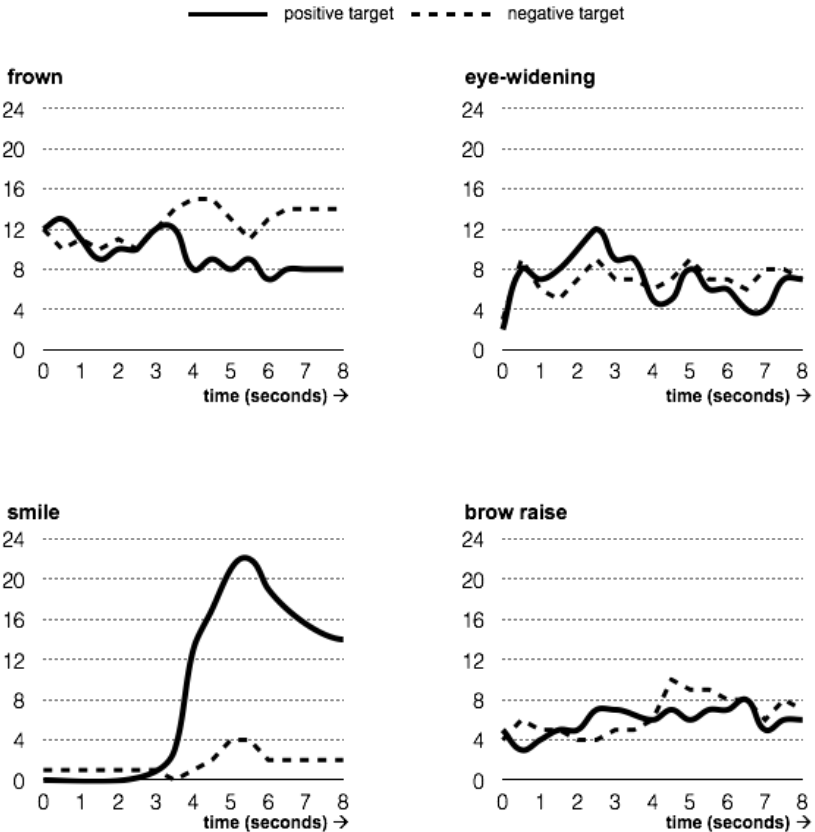 positive target negative target
frown
24
20
16
12
8
4
0
0 1 2 3 4 5 6 7 8
time (seconds) →
eye-widening
24
20
16
12
8
4
0
0 1 2 3 4 5 6 7 8
time (seconds) →
smile
24
20
16
12
8
4
0
0 1 2 3 4 5 6 7 8
time (seconds) →
brow raise
24
20
16
12
8
4
0
0 1 2 3 4 5 6 7 8
time (seconds) →